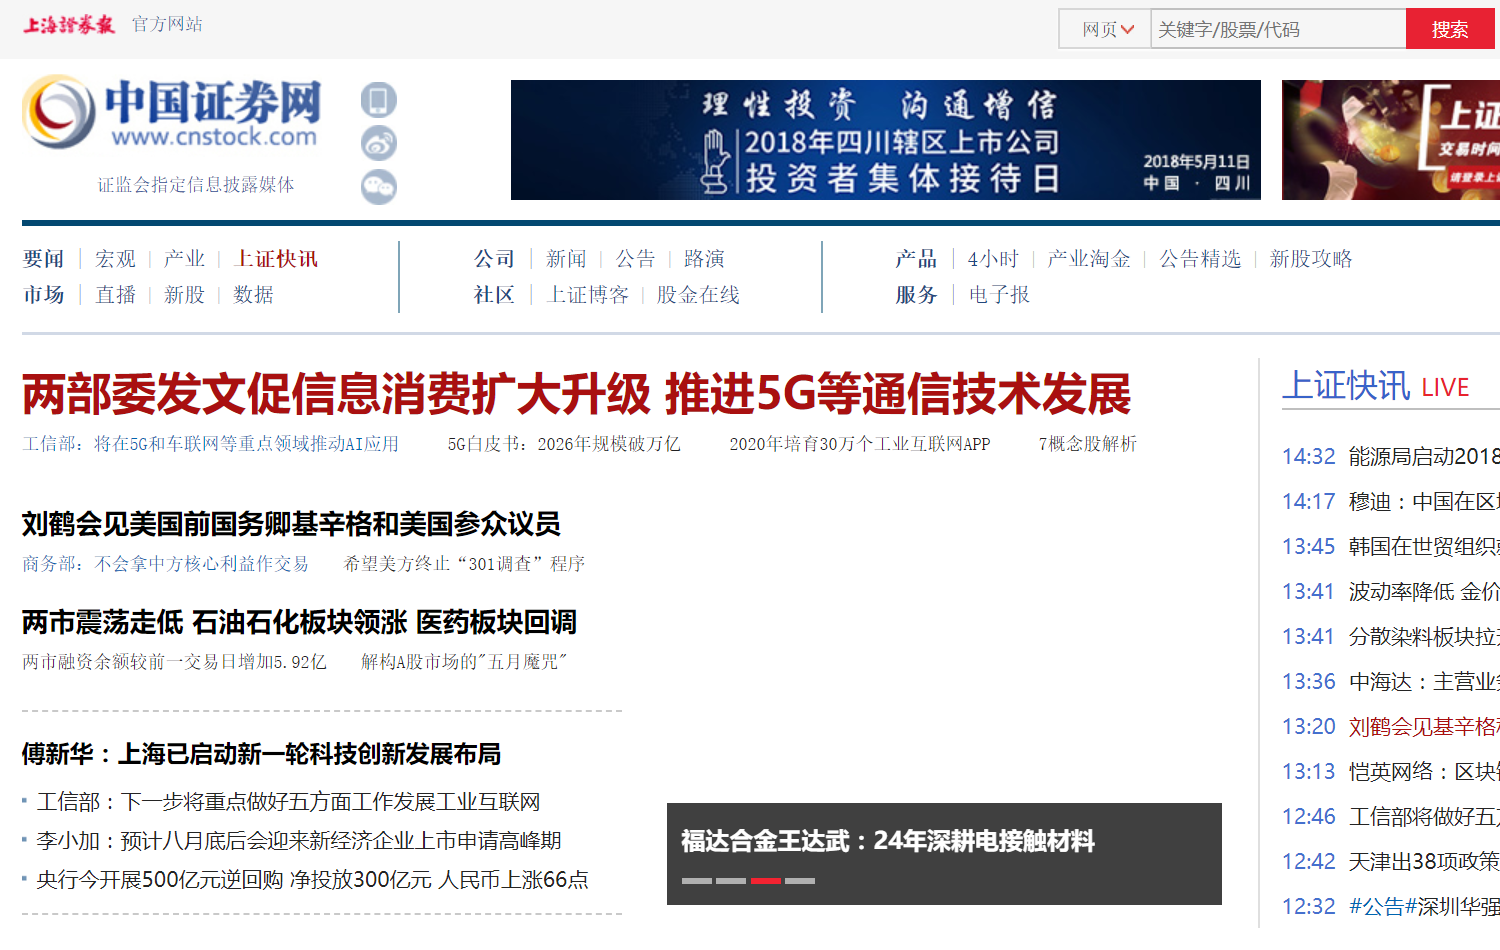 上海證券報 官方网站
网页 关键字/股票/代码 搜索
中国证券网
www.cnstock.com
证监会指定信息披露媒体
理性投资 沟通增信
2018年四川辖区上市公司
投资者集体接待日
2018年5月11日
中国 · 四川
上证
交易时间
请登录上证
要闻 宏观 产业 上证快讯
市场 直播 新股 数据
公司 新闻 公告 路演
社区 上证博客 股金在线
产品 4小时 产业淘金 公告精选 新股攻略
服务 电子报
两部委发文促信息消费扩大升级 推进5G等通信技术发展
工信部：将在5G和车联网等重点领域推动AI应用 5G白皮书：2026年规模破万亿 2020年培育30万个工业互联网APP 7概念股解析
刘鹤会见美国前国务卿基辛格和美国参众议员
商务部：不会拿中方核心利益作交易 希望美方终止“301调查”程序
两市震荡走低 石油石化板块领涨 医药板块回调
两市融资余额较前一交易日增加5.92亿 解构A股市场的"五月魔咒"
傅新华：上海已启动新一轮科技创新发展布局
工信部：下一步将重点做好五方面工作发展工业互联网
李小加：预计八月底后会迎来新经济企业上市申请高峰期
央行今开展500亿元逆回购 净投放300亿元 人民币上涨66点
福达合金王达武：24年深耕电接触材料
上证快讯 LIVE
14:32 能源局启动2018
14:17 穆迪：中国在区
13:45 韩国在世贸组织
13:41 波动率降低 金价
13:41 分散染料板块拉
13:36 中海达：主营业
13:20 刘鹤会见基辛格
13:13 恺英网络：区块
12:46 工信部将做好五
12:42 天津出38项政策
12:32 #公告#深圳华强